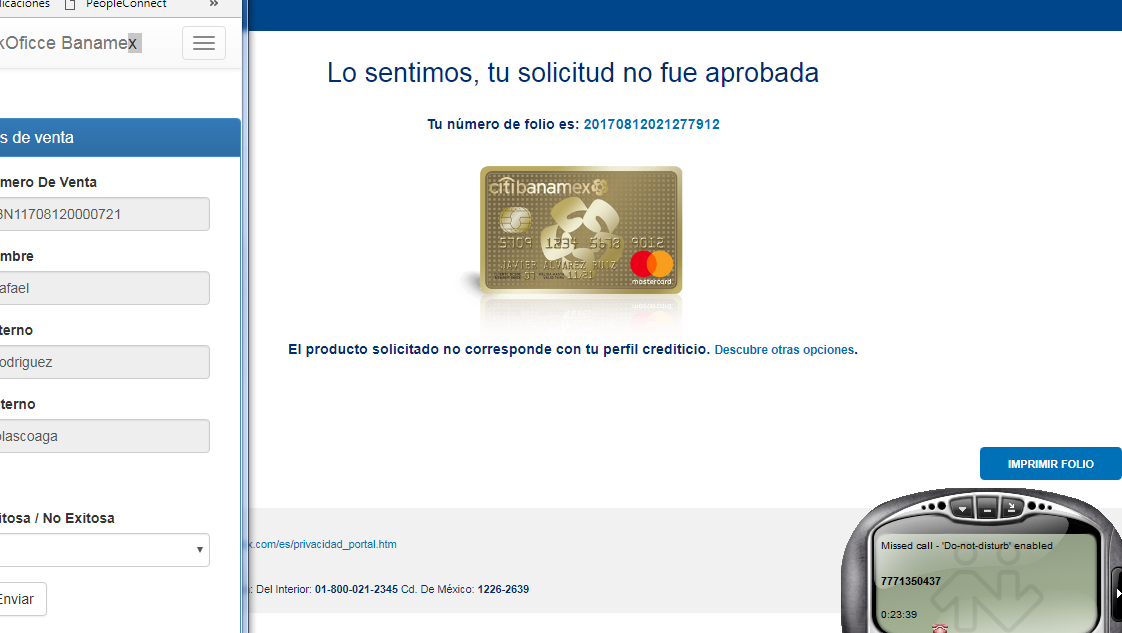 licaciones PeopleConnect »
kOficce Banamex
s de venta
mero De Venta
BN11708120000721
mbre
afael
terno
odriguez
terno
olascoaga
itosa / No Exitosa
Enviar
Lo sentimos, tu solicitud no fue aprobada
Tu número de folio es: 20170812021277912
citibanamex
5709 1234 5678 9012
JAVIER ALVAREZ RUIZ
07 11/21
mastercard
El producto solicitado no corresponde con tu perfil crediticio. Descubre otras opciones.
IMPRIMIR FOLIO
x.com/es/privacidad_portal.htm
: Del Interior: 01-800-021-2345 Cd. De México: 1226-2639
Missed call - 'Do-not-disturb' enabled
7771350437
0:23:39